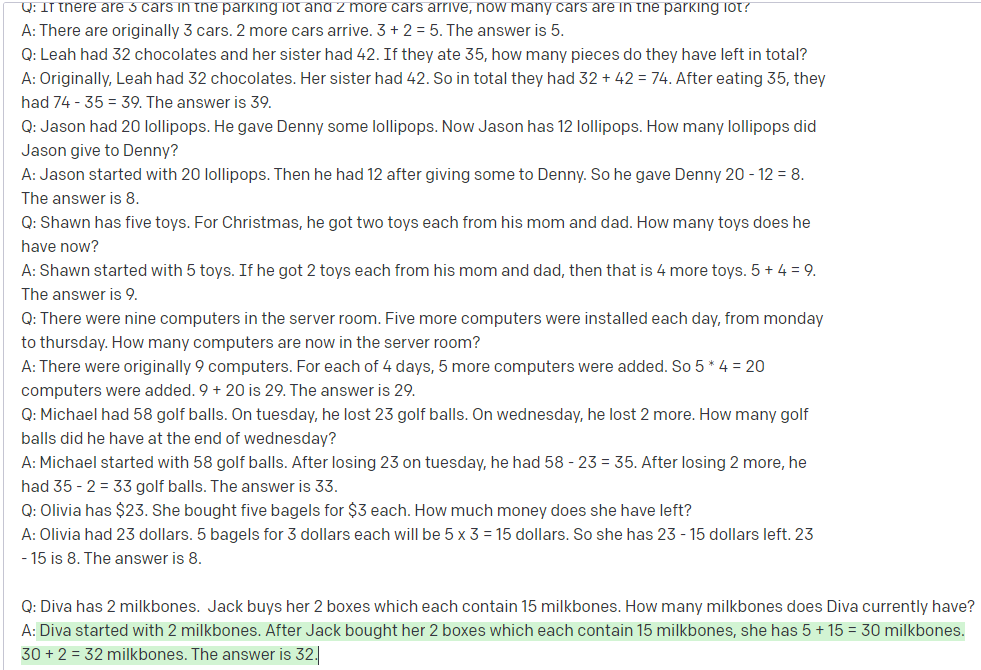 Q: If there are 3 cars in the parking lot and 2 more cars arrive, how many cars are in the parking lot?
A: There are originally 3 cars. 2 more cars arrive. 3 + 2 = 5. The answer is 5.
Q: Leah had 32 chocolates and her sister had 42. If they ate 35, how many pieces do they have left in total?
A: Originally, Leah had 32 chocolates. Her sister had 42. So in total they had 32 + 42 = 74. After eating 35, they
had 74 - 35 = 39. The answer is 39.
Q: Jason had 20 lollipops. He gave Denny some lollipops. Now Jason has 12 lollipops. How many lollipops did
Jason give to Denny?
A: Jason started with 20 lollipops. Then he had 12 after giving some to Denny. So he gave Denny 20 - 12 = 8.
The answer is 8.
Q: Shawn has five toys. For Christmas, he got two toys each from his mom and dad. How many toys does he
have now?
A: Shawn started with 5 toys. If he got 2 toys each from his mom and dad, then that is 4 more toys. 5 + 4 = 9.
The answer is 9.
Q: There were nine computers in the server room. Five more computers were installed each day, from monday
to thursday. How many computers are now in the server room?
A: There were originally 9 computers. For each of 4 days, 5 more computers were added. So 5 * 4 = 20
computers were added. 9 + 20 is 29. The answer is 29.
Q: Michael had 58 golf balls. On tuesday, he lost 23 golf balls. On wednesday, he lost 2 more. How many golf
balls did he have at the end of wednesday?
A: Michael started with 58 golf balls. After losing 23 on tuesday, he had 58 - 23 = 35. After losing 2 more, he
had 35 - 2 = 33 golf balls. The answer is 33.
Q: Olivia has $23. She bought five bagels for $3 each. How much money does she have left?
A: Olivia had 23 dollars. 5 bagels for 3 dollars each will be 5 x 3 = 15 dollars. So she has 23 - 15 dollars left. 23
- 15 is 8. The answer is 8.
Q: Diva has 2 milkbones.  Jack buys her 2 boxes which each contain 15 milkbones. How many milkbones does Diva currently have?
A: Diva started with 2 milkbones. After Jack bought her 2 boxes which each contain 15 milkbones, she has 5 + 15 = 30 milkbones.
30 + 2 = 32 milkbones. The answer is 32.